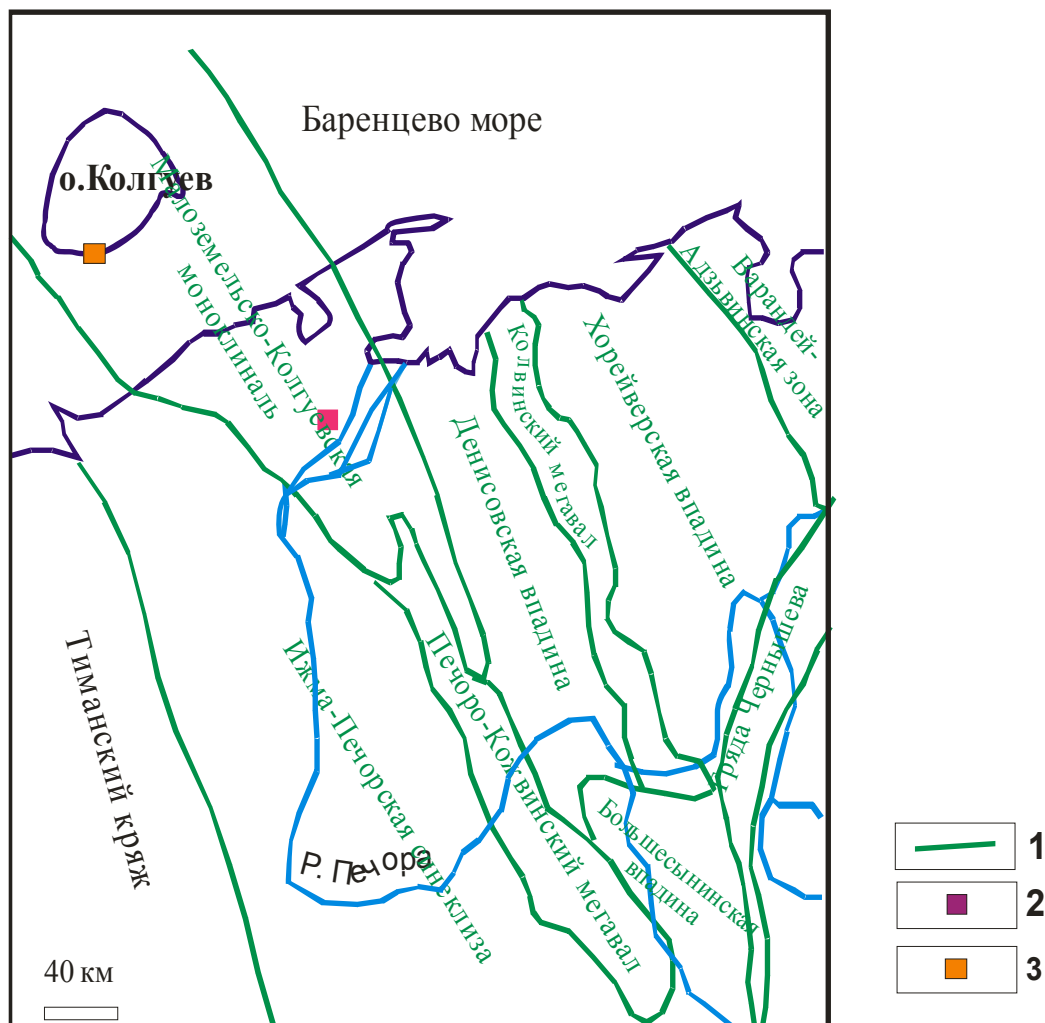 Баренцево море
о.Колгуев
Малоземельско-Колгуевская
моноклиналь
Варандей-
Адзьвинская зона
Хорейверская впадина
Колвинский мегавал
Денисовская впадина
Гряда Чернышева
Печоро-Кожвинский мегавал
Ижма-Печорская синеклиза
Тиманский кряж
Большесынинская
впадина
Р. Печора
40 км
1
2
3